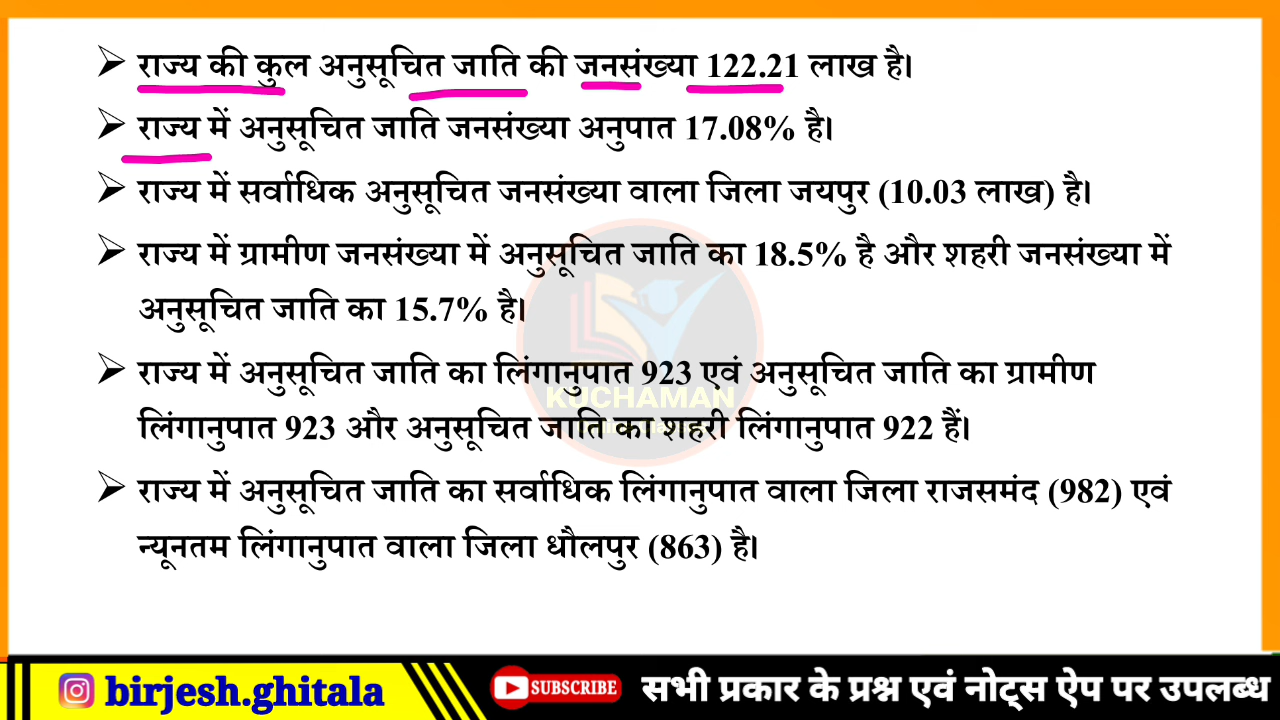 ➢ राज्य की कुल अनुसूचित जाति की जनसंख्या 122.21 लाख है।
➢ राज्य में अनुसूचित जाति जनसंख्या अनुपात 17.08% है।
➢ राज्य में सर्वाधिक अनुसूचित जनसंख्या वाला जिला जयपुर (10.03 लाख) है।
➢ राज्य में ग्रामीण जनसंख्या में अनुसूचित जाति का 18.5% है और शहरी जनसंख्या में
अनुसूचित जाति का 15.7% है।
➢ राज्य में अनुसूचित जाति का लिंगानुपात 923 एवं अनुसूचित जाति का ग्रामीण
KUCHAMAN
लिंगानुपात 923 और अनुसूचित जाति का शहरी लिंगानुपात 922 हैं।
➢ राज्य में अनुसूचित जाति का सर्वाधिक लिंगानुपात वाला जिला राजसमंद (982) एवं
न्यूनतम लिंगानुपात वाला जिला धौलपुर (863) है।
birjesh.ghitala SUBSCRIBE सभी प्रकार के प्रश्न एवं नोट्स ऐप पर उपलब्ध